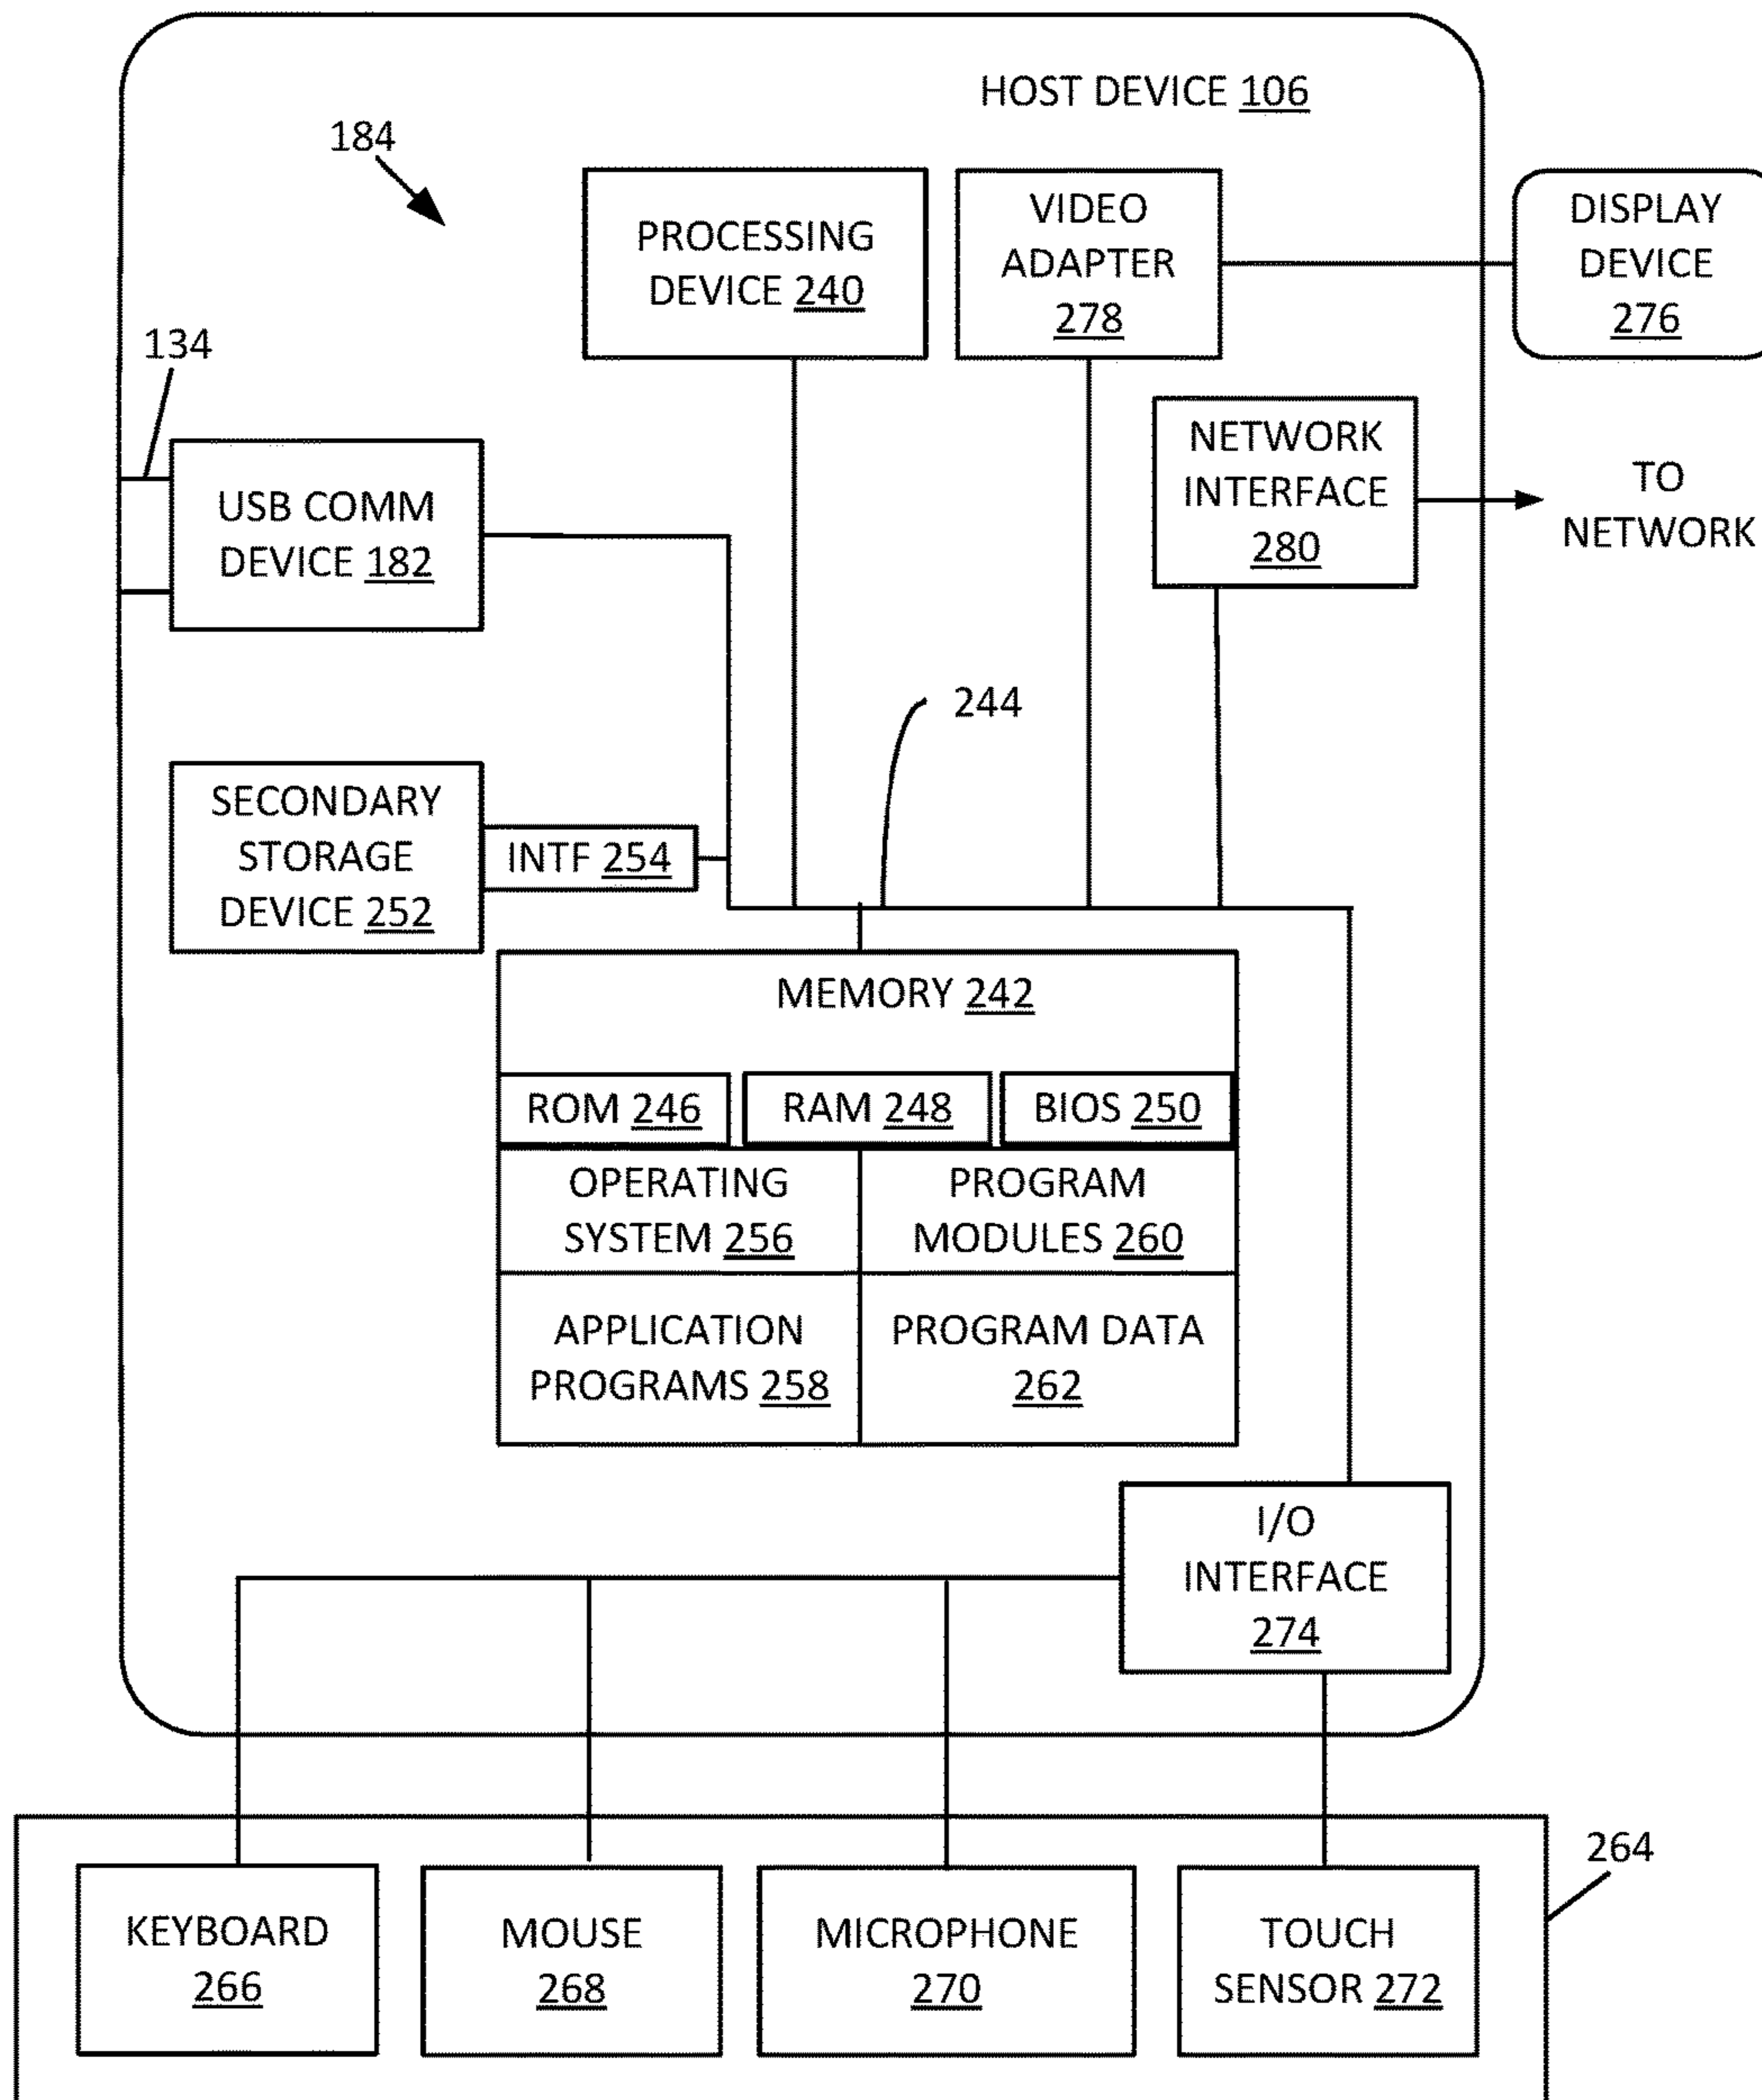 HOST DEVICE 106
184
PROCESSING
DEVICE 240
VIDEO
ADAPTER
278
DISPLAY
DEVICE
276
134
USB COMM
DEVICE 182
NETWORK
INTERFACE
280
TO
NETWORK
244
SECONDARY
STORAGE
DEVICE 252
INTF 254
MEMORY 242
ROM 246
RAM 248
BIOS 250
OPERATING
SYSTEM 256
PROGRAM
MODULES 260
APPLICATION
PROGRAMS 258
PROGRAM DATA
262
I/O
INTERFACE
274
264
KEYBOARD
266
MOUSE
268
MICROPHONE
270
TOUCH
SENSOR 272